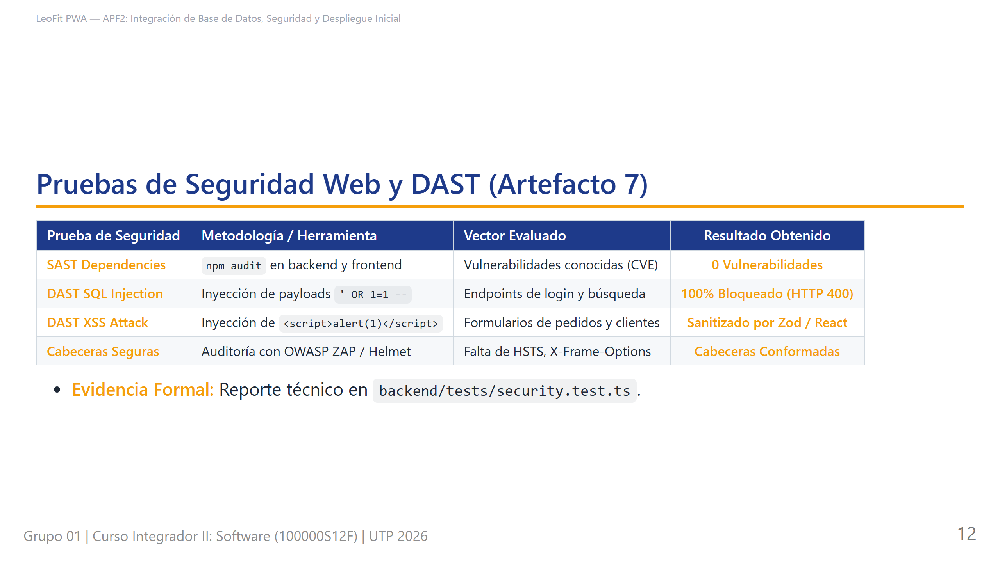 LeoFit PWA — APF2: Integración de Base de Datos, Seguridad y Despliegue Inicial
Pruebas de Seguridad Web y DAST (Artefacto 7)
Prueba de Seguridad Metodología / Herramienta Vector Evaluado Resultado Obtenido
SAST Dependencies npm audit en backend y frontend Vulnerabilidades conocidas (CVE) 0 Vulnerabilidades
DAST SQL Injection Inyección de payloads ' OR 1=1 -- Endpoints de login y búsqueda 100% Bloqueado (HTTP 400)
DAST XSS Attack Inyección de <script>alert(1)</script> Formularios de pedidos y clientes Sanitizado por Zod / React
Cabeceras Seguras Auditoría con OWASP ZAP / Helmet Falta de HSTS, X-Frame-Options Cabeceras Conformadas
• Evidencia Formal: Reporte técnico en backend/tests/security.test.ts.
Grupo 01 | Curso Integrador II: Software (100000S12F) | UTP 2026
12